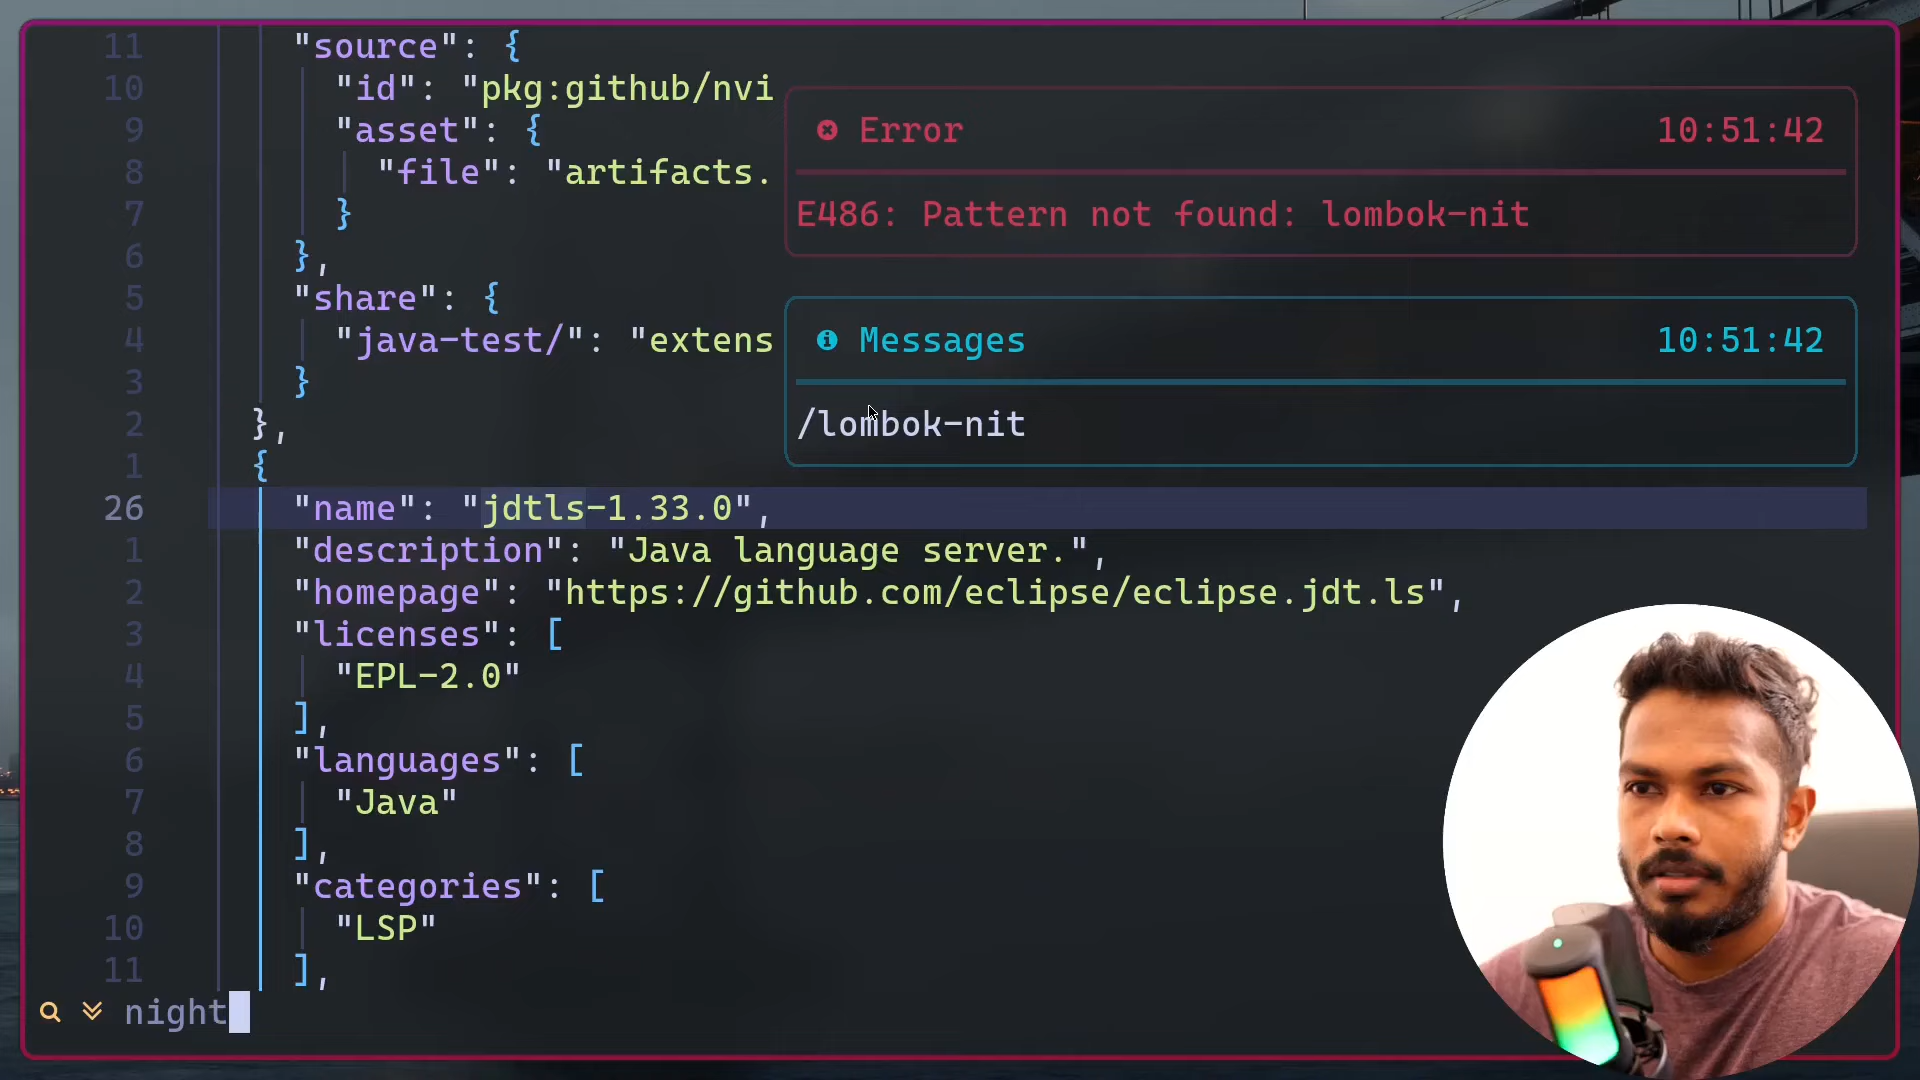 11 "source": {
10 "id": "pkg:github/nvi
9 "asset": {
8 "file": "artifacts.
7 }
6 },
5 "share": {
4 "java-test/": "extens
3 }
2 },
1 {
26 "name": "jdtls-1.33.0",
1 "description": "Java language server.",
2 "homepage": "https://github.com/eclipse/eclipse.jdt.ls",
3 "licenses": [
4 "EPL-2.0"
5 ],
6 "languages": [
7 "Java"
8 ],
9 "categories": [
10 "LSP"
11 ],
night
Error 10:51:42
E486: Pattern not found: lombok-nit
Messages 10:51:42
/lombok-nit